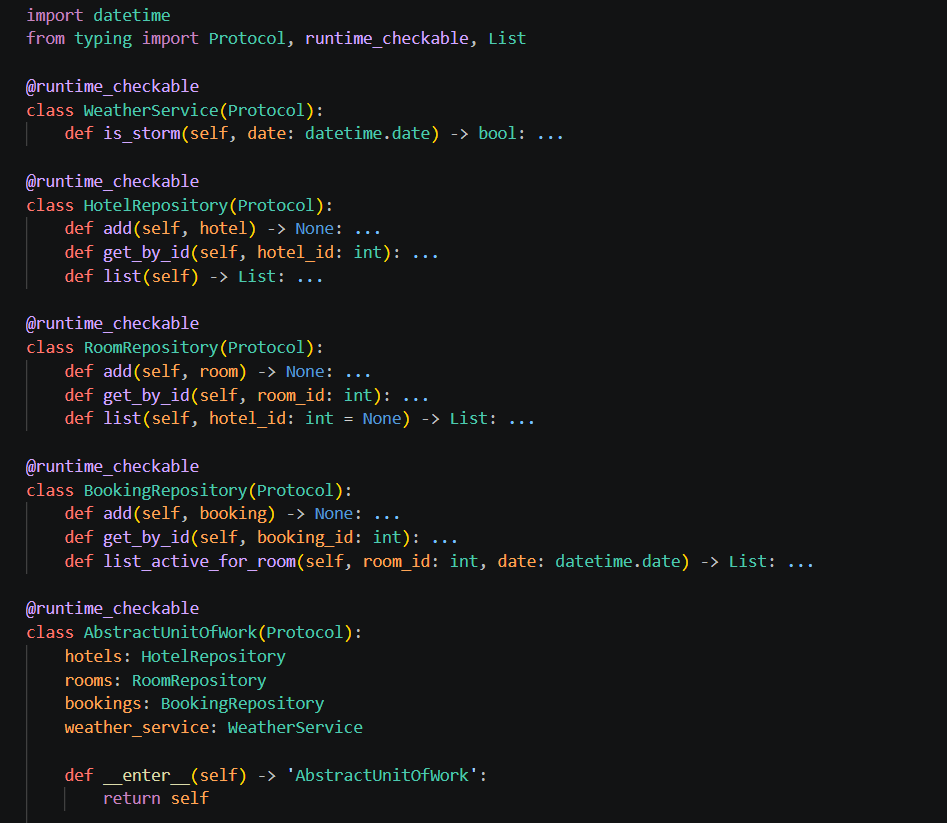 import datetime
from typing import Protocol, runtime_checkable, List

@runtime_checkable
class WeatherService(Protocol):
    def is_storm(self, date: datetime.date) -> bool: ...

@runtime_checkable
class HotelRepository(Protocol):
    def add(self, hotel) -> None: ...
    def get_by_id(self, hotel_id: int): ...
    def list(self) -> List: ...

@runtime_checkable
class RoomRepository(Protocol):
    def add(self, room) -> None: ...
    def get_by_id(self, room_id: int): ...
    def list(self, hotel_id: int = None) -> List: ...

@runtime_checkable
class BookingRepository(Protocol):
    def add(self, booking) -> None: ...
    def get_by_id(self, booking_id: int): ...
    def list_active_for_room(self, room_id: int, date: datetime.date) -> List: ...

@runtime_checkable
class AbstractUnitOfWork(Protocol):
    hotels: HotelRepository
    rooms: RoomRepository
    bookings: BookingRepository
    weather_service: WeatherService

    def __enter__(self) -> 'AbstractUnitOfWork':
        return self